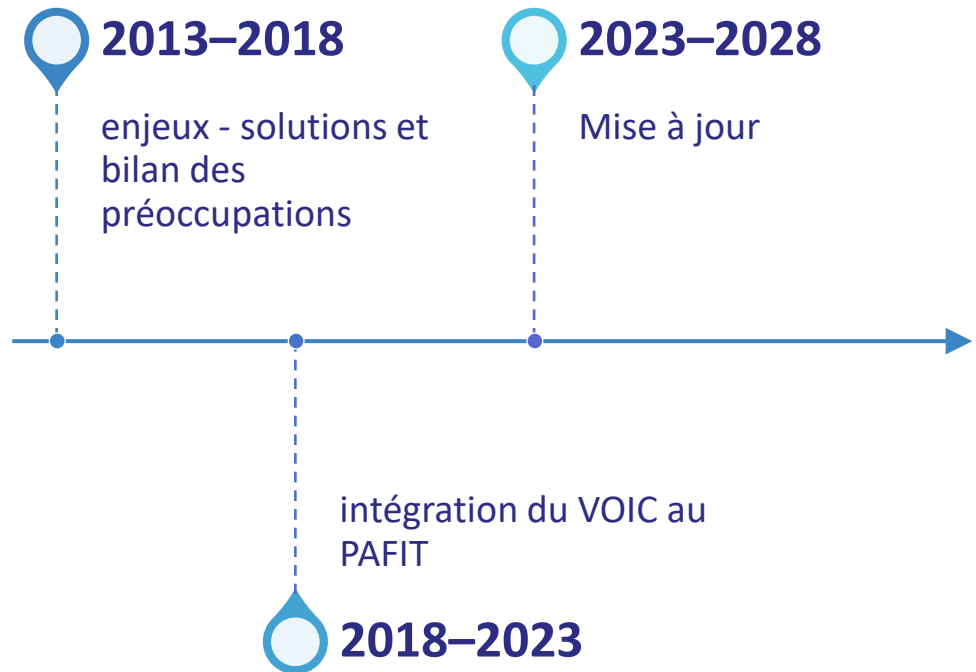 2013–2018
enjeux - solutions et
bilan des
préoccupations
2023–2028
Mise à jour
intégration du VOIC au
PAFIT
2018–2023